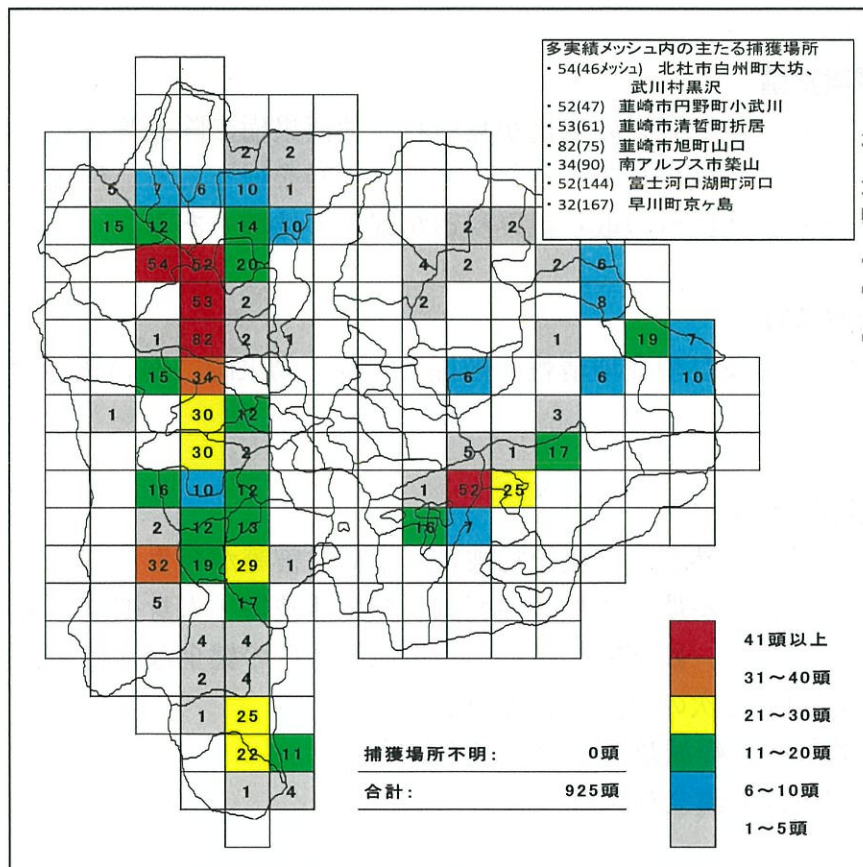 多実績メッシュ内の主たる捕獲場所
・54(46メッシュ) 北杜市白州町大坊、
武川村黒沢
・52(47) 韮崎市円野町小武川
・53(61) 韮崎市清哲町折居
・82(75) 韮崎市旭町山口
・34(90) 南アルプス市築山
・52(144) 富士河口湖町河口
・32(167) 早川町京ヶ島
2 2
5 7 6 10 1
15 12 14 10 2 2
54 52 20 4 2 2 6
53 2 2 8
1 82 2 1 1 19 7
15 34 6 6 10
1 30 12 3
30 2 5 1 17
16 10 12 1 52 25
2 12 13 16 7
32 19 29 1
5 17
4 4
2 4
1 25
22 11
1 4
捕獲場所不明: 0頭
合計: 925頭
41頭以上
31～40頭
21～30頭
11～20頭
6～10頭
1～5頭